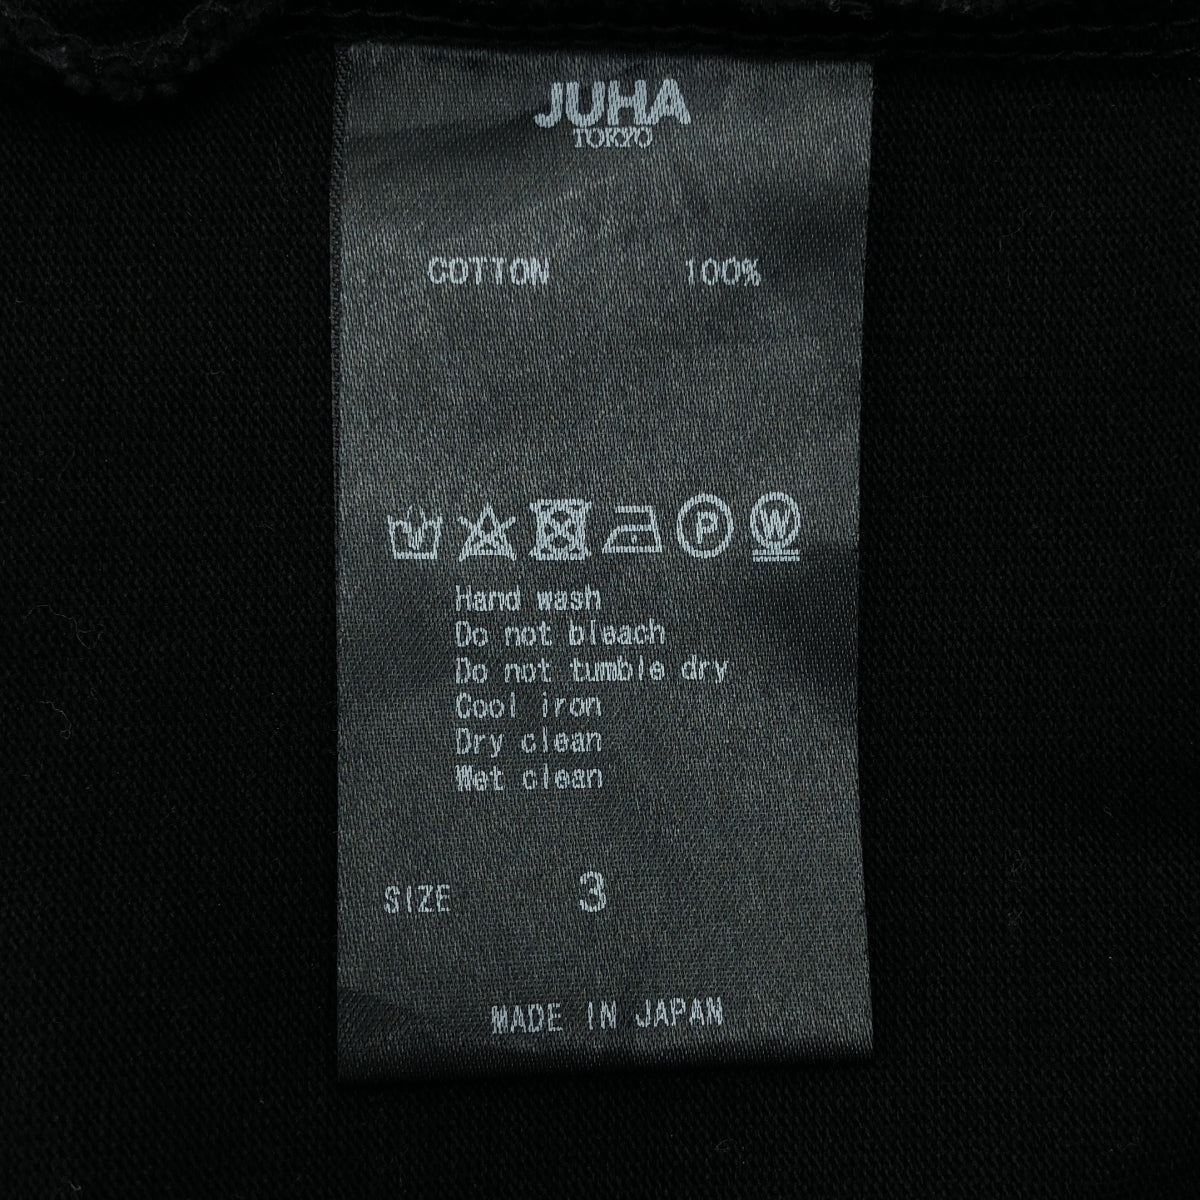 JUHA
TOKYO
COTTON 100%
P W
Hand wash
Do not bleach
Do not tumble dry
Cool iron
Dry clean
Wet clean
SIZE 3
MADE IN JAPAN